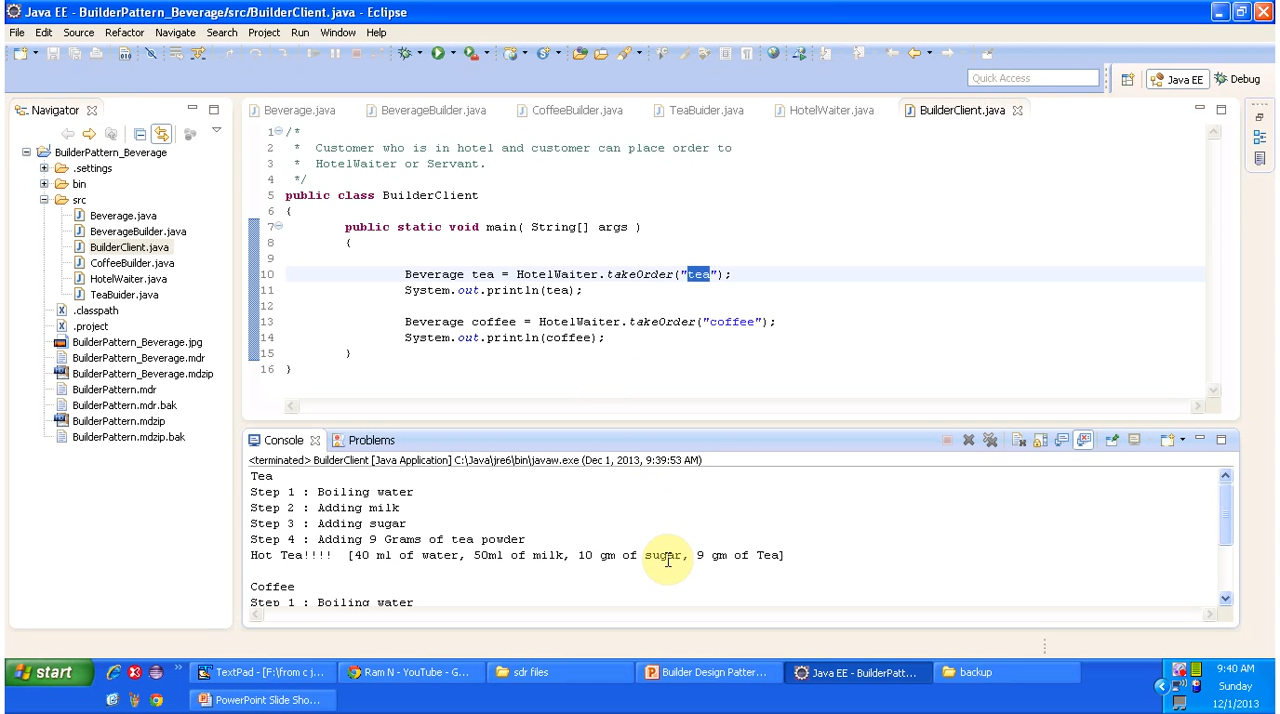 Java EE - BuilderPattern_Beverage/src/BuilderClient.java - Eclipse
File Edit Source Refactor Navigate Search Project Run Window Help
Quick Access
Java EE
Debug
Navigator
BuilderPattern_Beverage
.settings
bin
src
Beverage.java
BeverageBuilder.java
BuilderClient.java
CoffeeBuilder.java
HotelWaiter.java
TeaBuider.java
.classpath
.project
BuilderPattern_Beverage.jpg
BuilderPattern_Beverage.mdr
BuilderPattern_Beverage.mdzip
BuilderPattern.mdr
BuilderPattern.mdr.bak
BuilderPattern.mdzip
BuilderPattern.mdzip.bak
Beverage.java BeverageBuilder.java CoffeeBuilder.java TeaBuider.java HotelWaiter.java BuilderClient.java
1 /*
2 * Customer who is in hotel and customer can place order to
3 * HotelWaiter or Servant.
4 */
5 public class BuilderClient
6 {
7 public static void main( String[] args )
8 {
9
10 Beverage tea = HotelWaiter.takeOrder("tea");
11 System.out.println(tea);
12
13 Beverage coffee = HotelWaiter.takeOrder("coffee");
14 System.out.println(coffee);
15 }
16 }
Console Problems
<terminated> BuilderClient [Java Application] C:\Java\jre6\bin\javaw.exe (Dec 1, 2013, 9:39:53 AM)
Tea
Step 1 : Boiling water
Step 2 : Adding milk
Step 3 : Adding sugar
Step 4 : Adding 9 Grams of tea powder
Hot Tea!!!! [40 ml of water, 50ml of milk, 10 gm of sugar, 9 gm of Tea]
Coffee
Step 1 : Boiling water
start
TextPad - [F:\from c j...
Ram N - YouTube - G...
sdr files
Builder Design Patter...
Java EE - BuilderPatt...
backup
PowerPoint Slide Sho...
9:40 AM
Sunday
12/1/2013